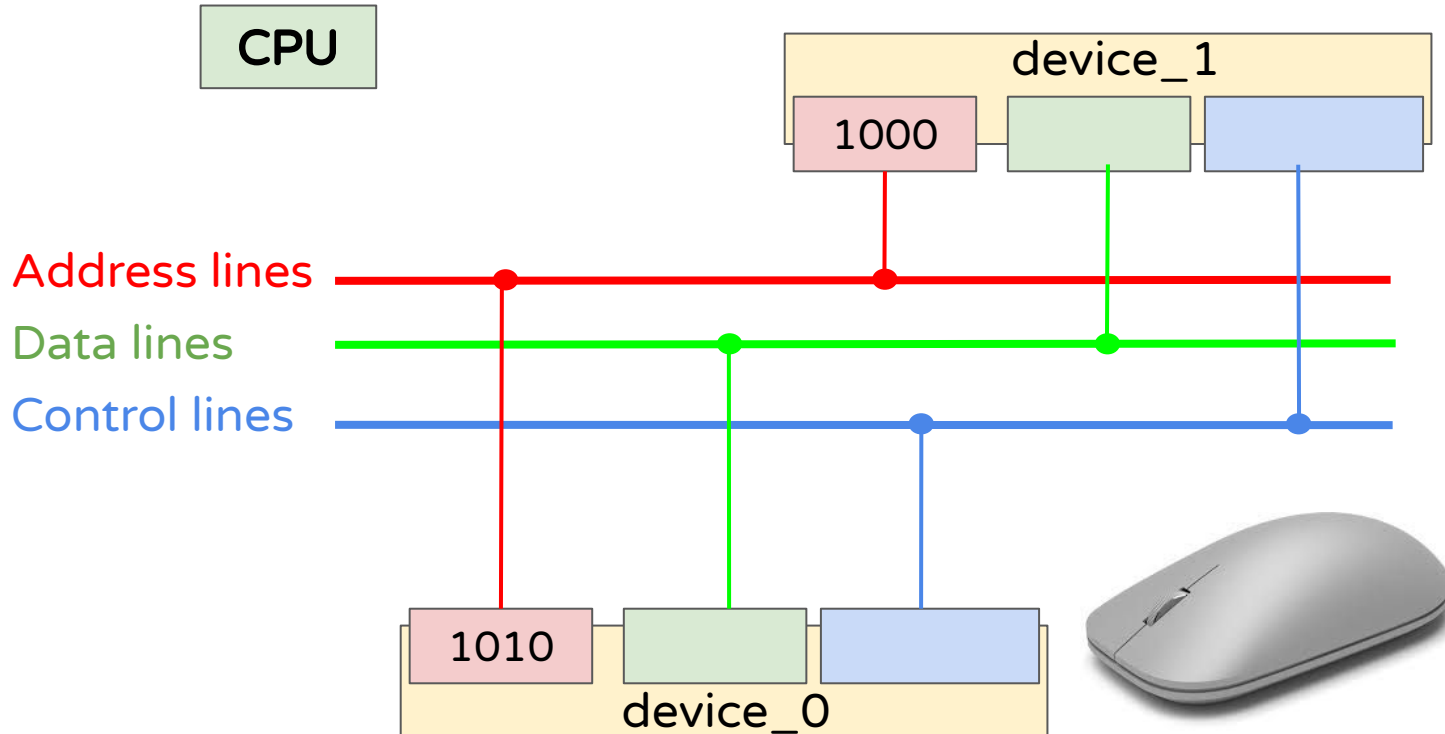 CPU
device_1
1000
Address lines
Data lines
Control lines
1010
device_0